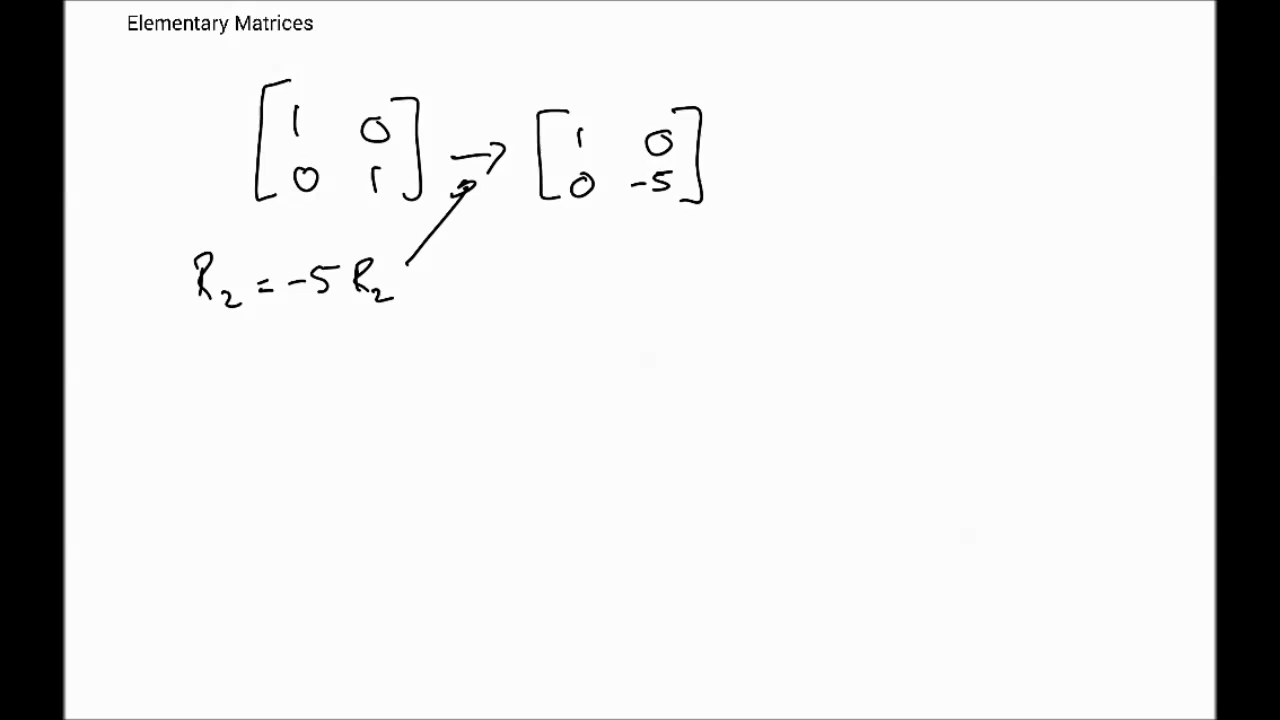 Elementary Matrices
1 0 → 1 0
0 1 0 -5
R₂ = -5 R₂